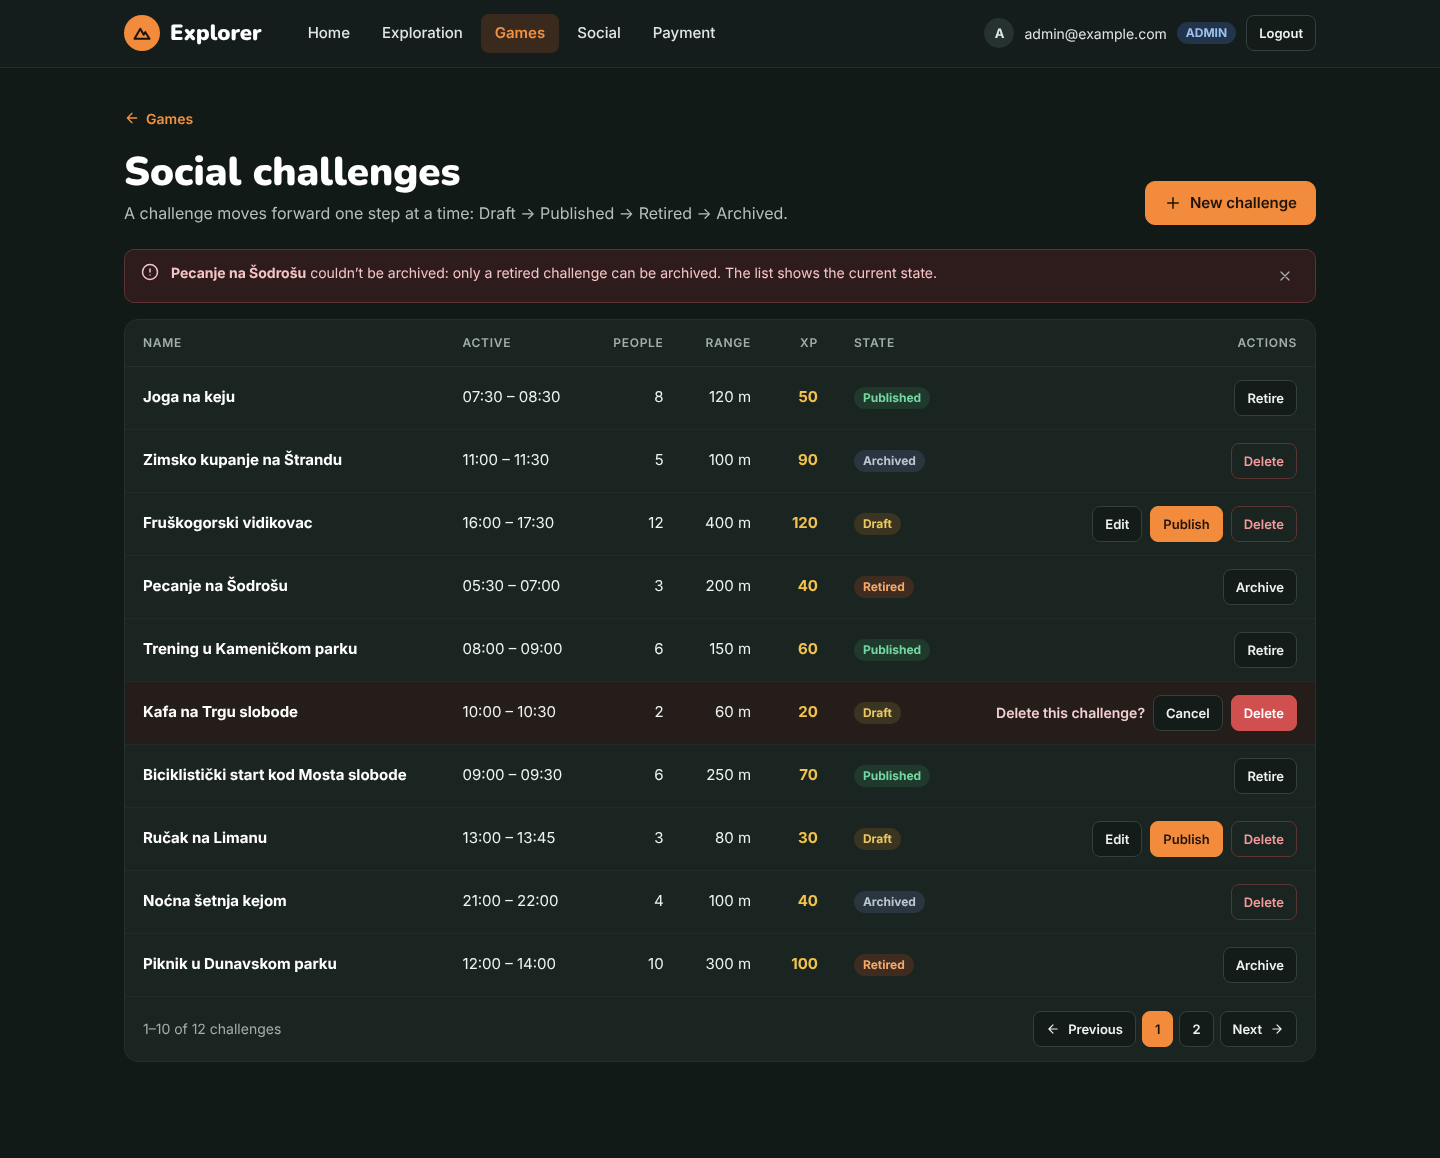 Explorer Home Exploration Games Social Payment A admin@example.com ADMIN Logout
← Games
Social challenges
A challenge moves forward one step at a time: Draft → Published → Retired → Archived.
+ New challenge
Pecanje na Šodrošu couldn't be archived: only a retired challenge can be archived. The list shows the current state.
NAME ACTIVE PEOPLE RANGE XP STATE ACTIONS
Joga na keju 07:30 – 08:30 8 120 m 50 Published Retire
Zimsko kupanje na Štrandu 11:00 – 11:30 5 100 m 90 Archived Delete
Fruškogorski vidikovac 16:00 – 17:30 12 400 m 120 Draft Edit Publish Delete
Pecanje na Šodrošu 05:30 – 07:00 3 200 m 40 Retired Archive
Trening u Kameničkom parku 08:00 – 09:00 6 150 m 60 Published Retire
Kafa na Trgu slobode 10:00 – 10:30 2 60 m 20 Draft Delete this challenge? Cancel Delete
Biciklistički start kod Mosta slobode 09:00 – 09:30 6 250 m 70 Published Retire
Ručak na Limanu 13:00 – 13:45 3 80 m 30 Draft Edit Publish Delete
Noćna šetnja kejom 21:00 – 22:00 4 100 m 40 Archived Delete
Piknik u Dunavskom parku 12:00 – 14:00 10 300 m 100 Retired Archive
1–10 of 12 challenges ← Previous 1 2 Next →